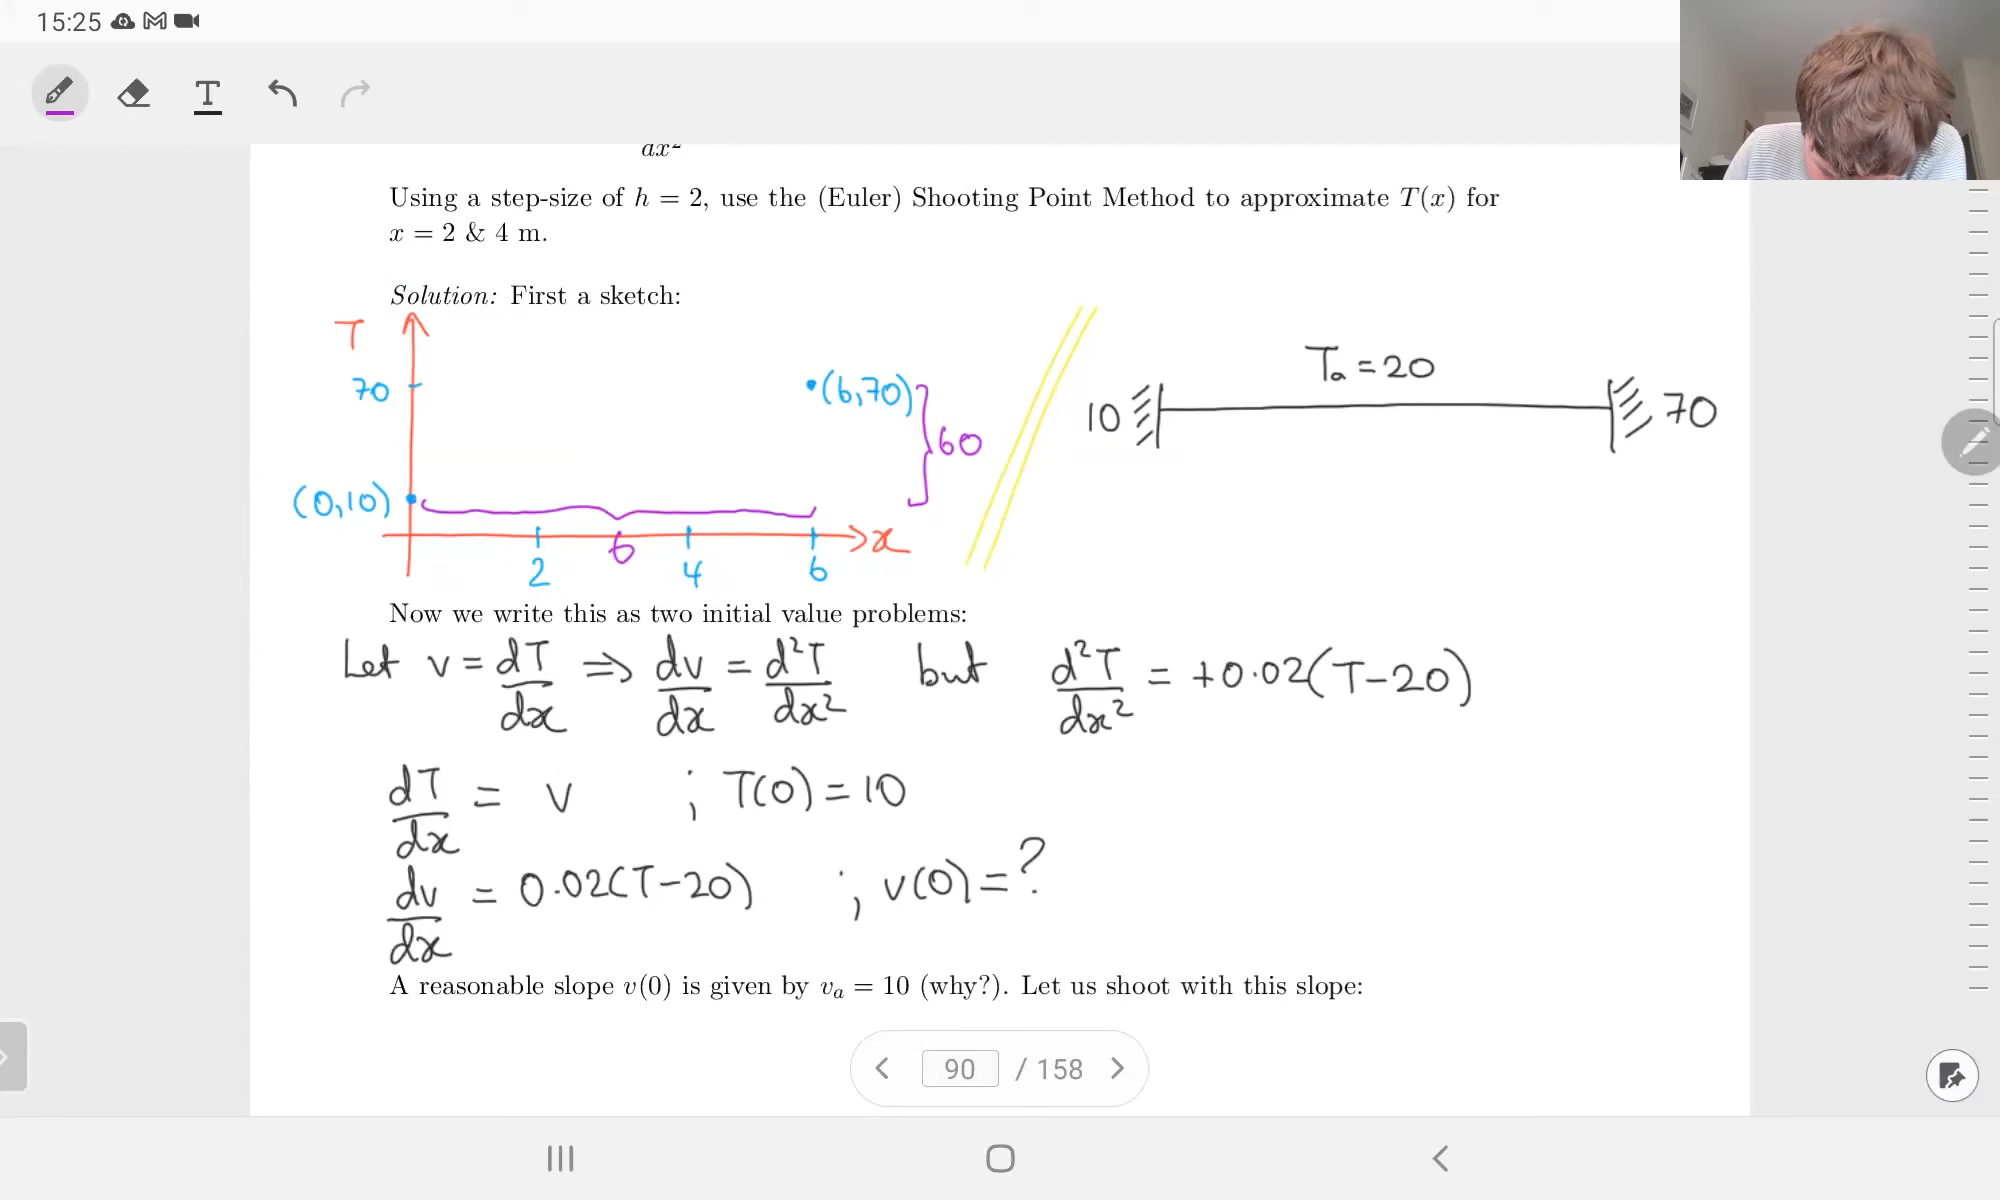 15:25
T
dx²
Using a step-size of h = 2, use the (Euler) Shooting Point Method to approximate T(x) for
x = 2 & 4 m.
Solution: First a sketch:
T
70
(6,70)
60
(0,10)
x
2
6
4
6
Tₐ = 20
10
70
Now we write this as two initial value problems:
Let v = dT/dx ⇒ dv/dx = d²T/dx² but d²T/dx² = +0.02(T-20)
dT/dx = v ; T(0) = 10
dv/dx = 0.02(T-20) ; v(0) = ?
A reasonable slope v(0) is given by vₐ = 10 (why?). Let us shoot with this slope:
90 / 158